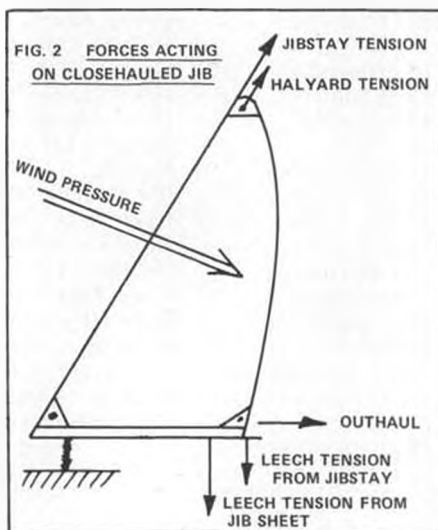 FIG. 2 FORCES ACTING
ON CLOSEHAULED JIB
JIBSTAY TENSION
HALYARD TENSION
WIND PRESSURE
OUTHAUL
LEECH TENSION
FROM JIBSTAY
LEECH TENSION FROM
JIB SHEET